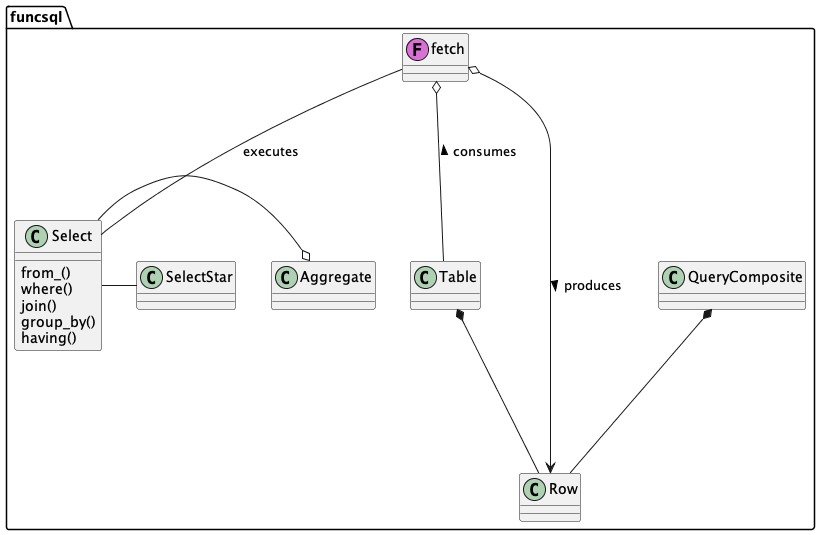 funcsql
F fetch
executes
consumes
C Select
from_()
where()
join()
group_by()
having()
C SelectStar
C Aggregate
C Table
C QueryComposite
produces
C Row